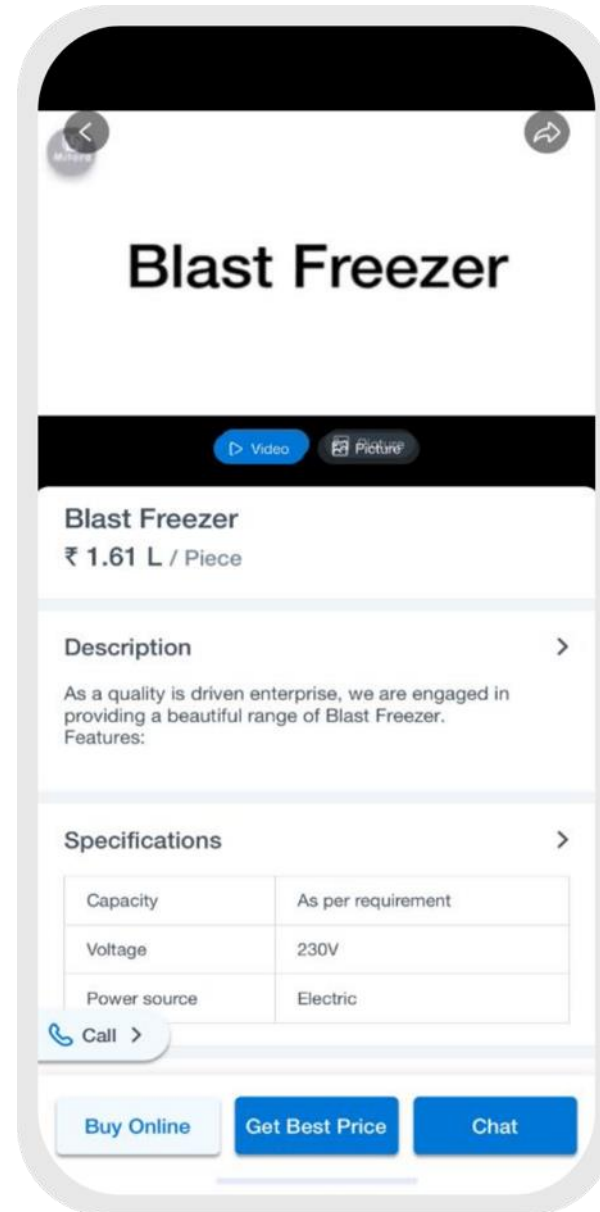 Blast Freezer
Video
Picture
Blast Freezer
₹ 1.61 L / Piece
Description
As a quality is driven enterprise, we are engaged in
providing a beautiful range of Blast Freezer.
Features:
Specifications
Capacity As per requirement
Voltage 230V
Power source Electric
Call
Buy Online Get Best Price Chat